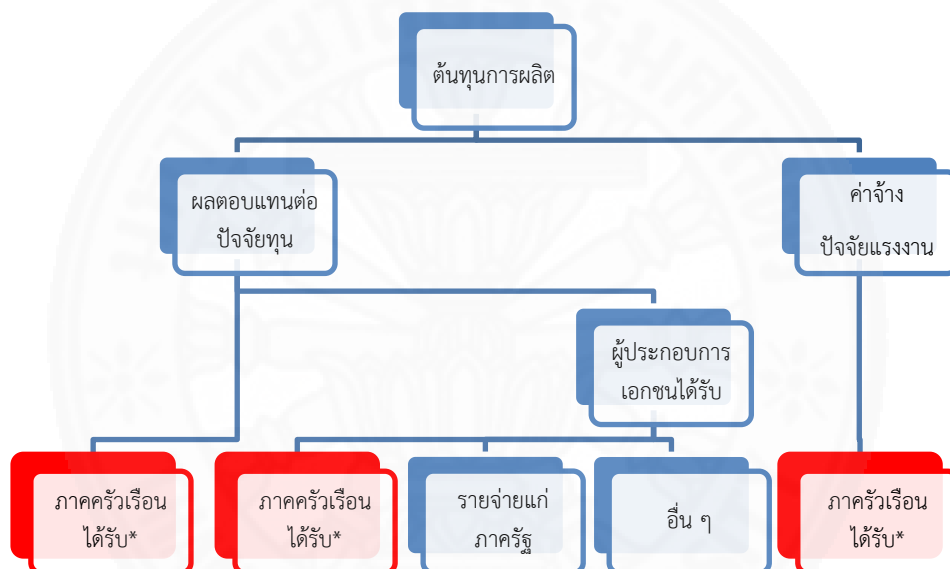 ต้นทุนการผลิต
ผลตอบแทนต่อ
ปัจจัยทุน
ค่าจ้าง
ปัจจัยแรงงาน
ผู้ประกอบการ
เอกชนได้รับ
ภาคครัวเรือน
ได้รับ*
ภาคครัวเรือน
ได้รับ*
รายจ่ายแก่
ภาครัฐ
อื่น ๆ
ภาครัวเรือน
ได้รับ*